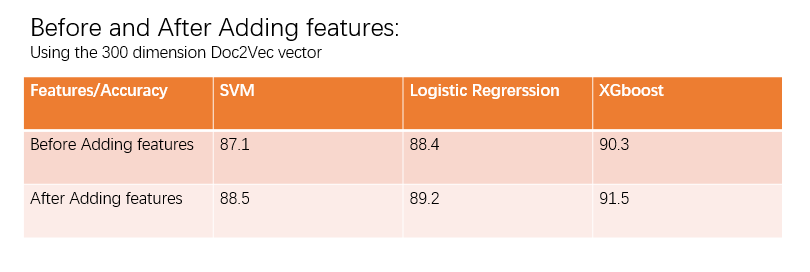 Before and After Adding features:
Using the 300 dimension Doc2Vec vector
Features/Accuracy SVM Logistic Regrerssion XGboost
Before Adding features 87.1 88.4 90.3
After Adding features 88.5 89.2 91.5